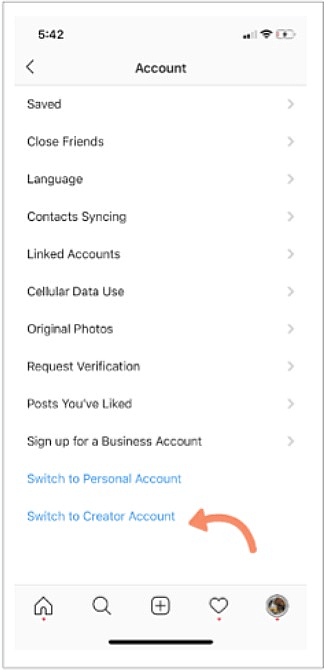 5:42
Account
Saved
Close Friends
Language
Contacts Syncing
Linked Accounts
Cellular Data Use
Original Photos
Request Verification
Posts You've Liked
Sign up for a Business Account
Switch to Personal Account
Switch to Creator Account